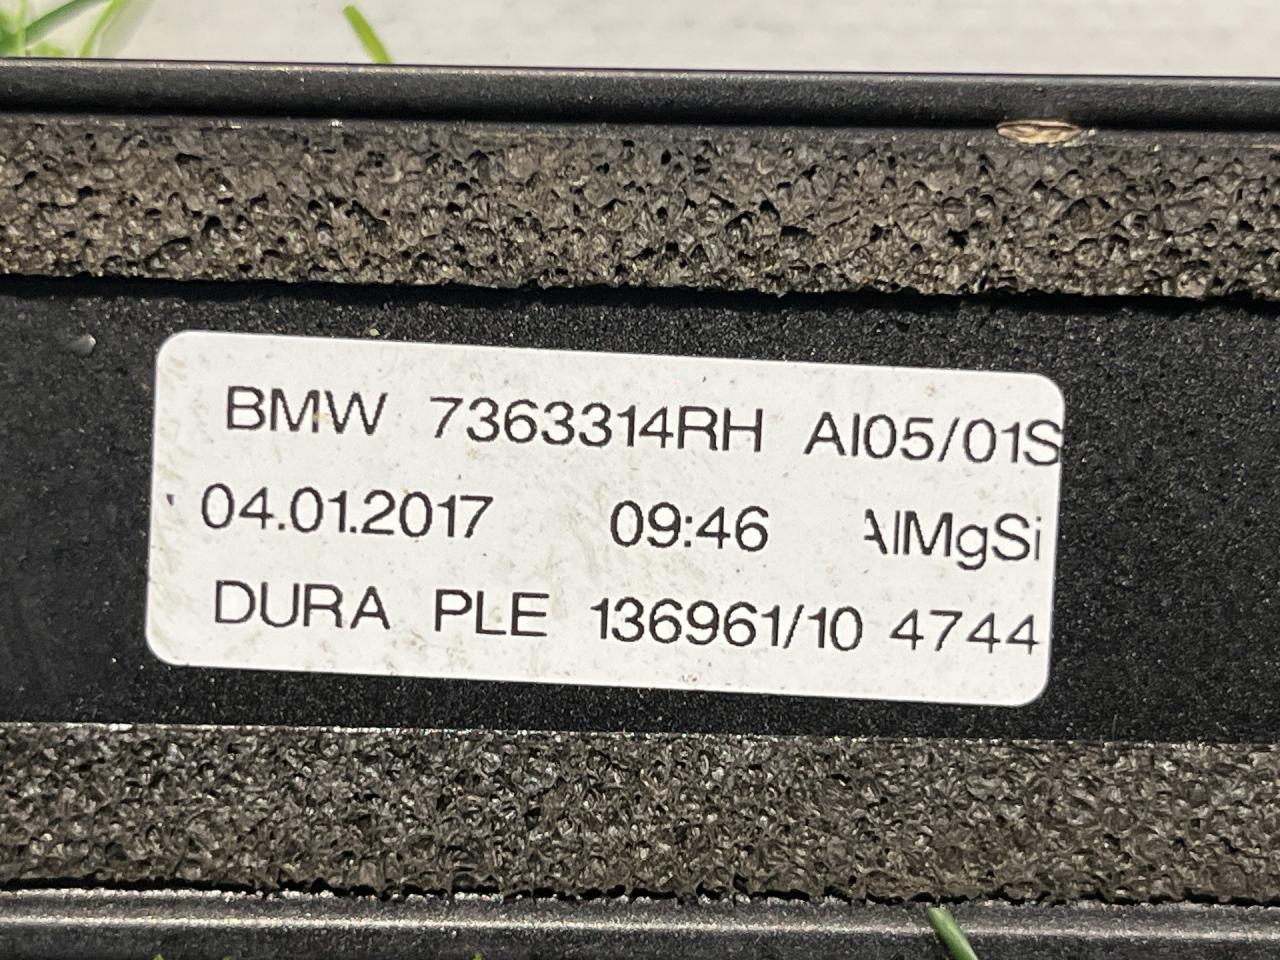 BMW 7363314RH AI05/01S
04.01.2017 09:46 AlMgSi
DURA PLE 136961/10 4744